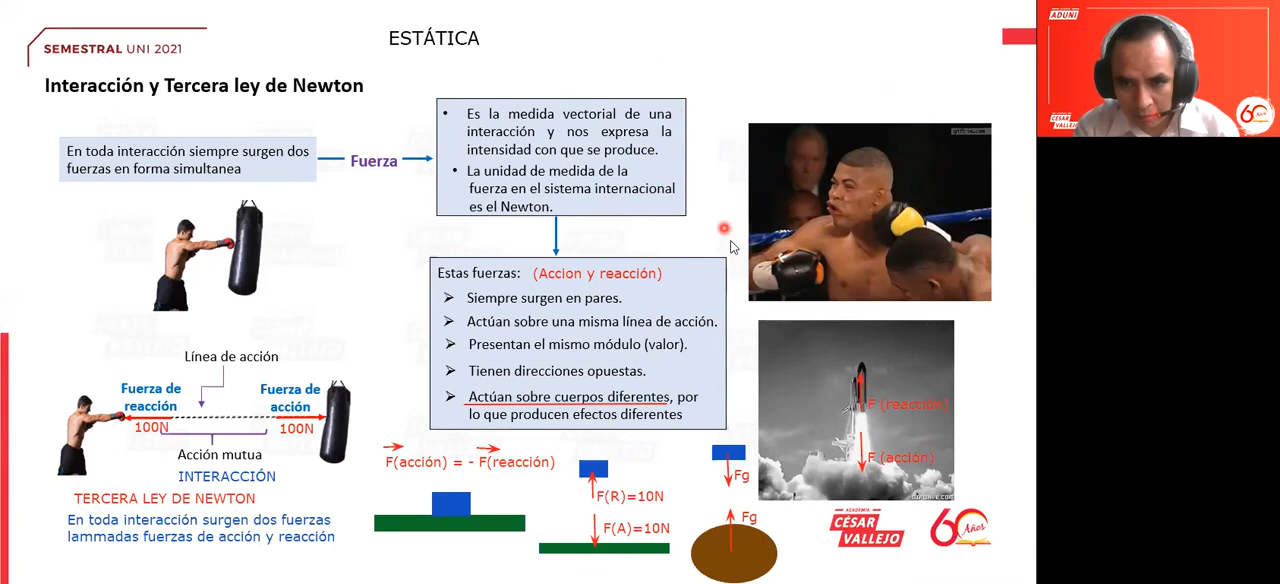 SEMESTRAL UNI 2021
ESTÁTICA
Interacción y Tercera ley de Newton
En toda interacción siempre surgen dos
fuerzas en forma simultanea
Fuerza
• Es la medida vectorial de una
interacción y nos expresa la
intensidad con que se produce.
• La unidad de medida de la
fuerza en el sistema internacional
es el Newton.
Estas fuerzas: (Accion y reacción)
Siempre surgen en pares.
Actúan sobre una misma línea de acción.
Presentan el mismo módulo (valor).
Tienen direcciones opuestas.
Actúan sobre cuerpos diferentes, por
lo que producen efectos diferentes
Línea de acción
Fuerza de
reacción
100N
Fuerza de
acción
100N
Acción mutua
INTERACCIÓN
TERCERA LEY DE NEWTON
En toda interacción surgen dos fuerzas
lammadas fuerzas de acción y reacción
F(acción) = - F(reacción)
F(R)=10N
F(A)=10N
Fg
Fg
F (reacción)
F (acción)
ACADEMIA
CÉSAR
VALLEJO
60 Años
ADUNI
CÉSAR
VALLEJO
60
Años